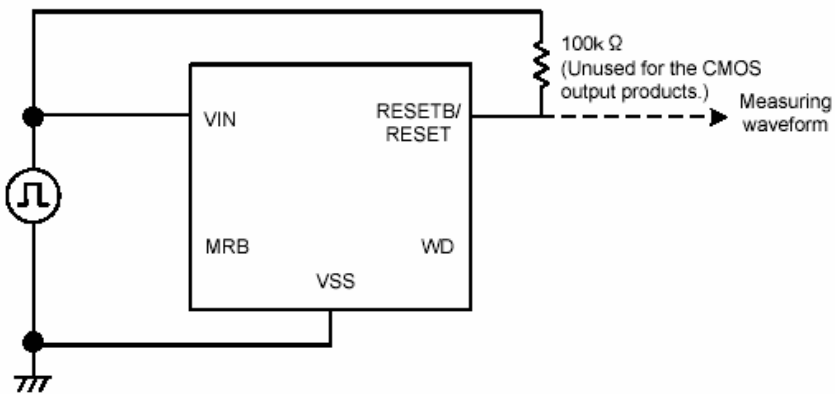 100k Ω
(Unused for the CMOS
output products.)
Measuring
waveform
VIN
RESETB/
RESET
MRB
WD
VSS